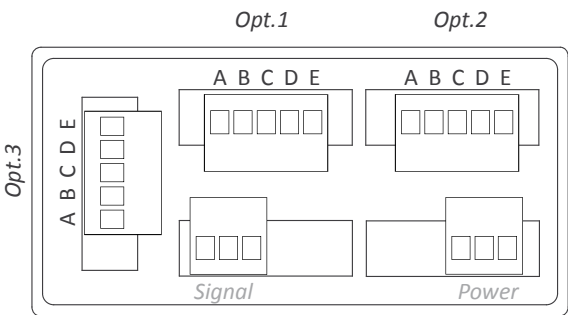 Opt.1 Opt.2
A B C D E A B C D E
Opt.3
A B C D E
Signal Power